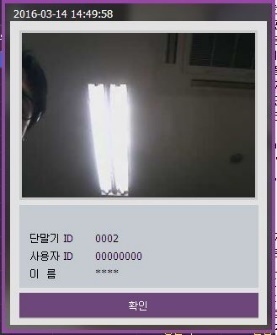 2016-03-14 14:49:58
단말기 ID 0002
사용자 ID 00000000
이 름 ****
확인